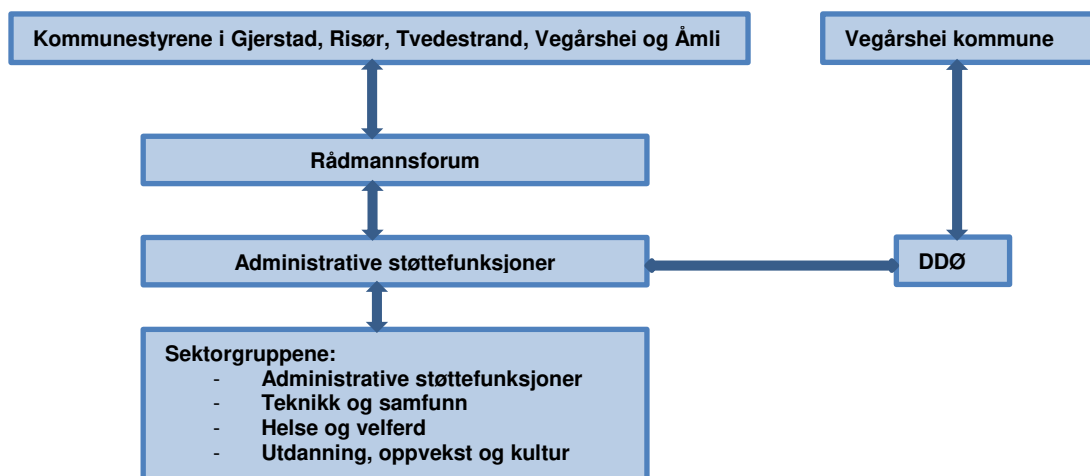 Kommunestyrene i Gjerstad, Risør, Tvedestrand, Vegårshei og Åmli
Vegårshei kommune
Rådmannsforum
Administrative støttefunksjoner
DDØ
Sektorgruppene:
- Administrative støttefunksjoner
- Teknikk og samfunn
- Helse og velferd
- Utdanning, oppvekst og kultur